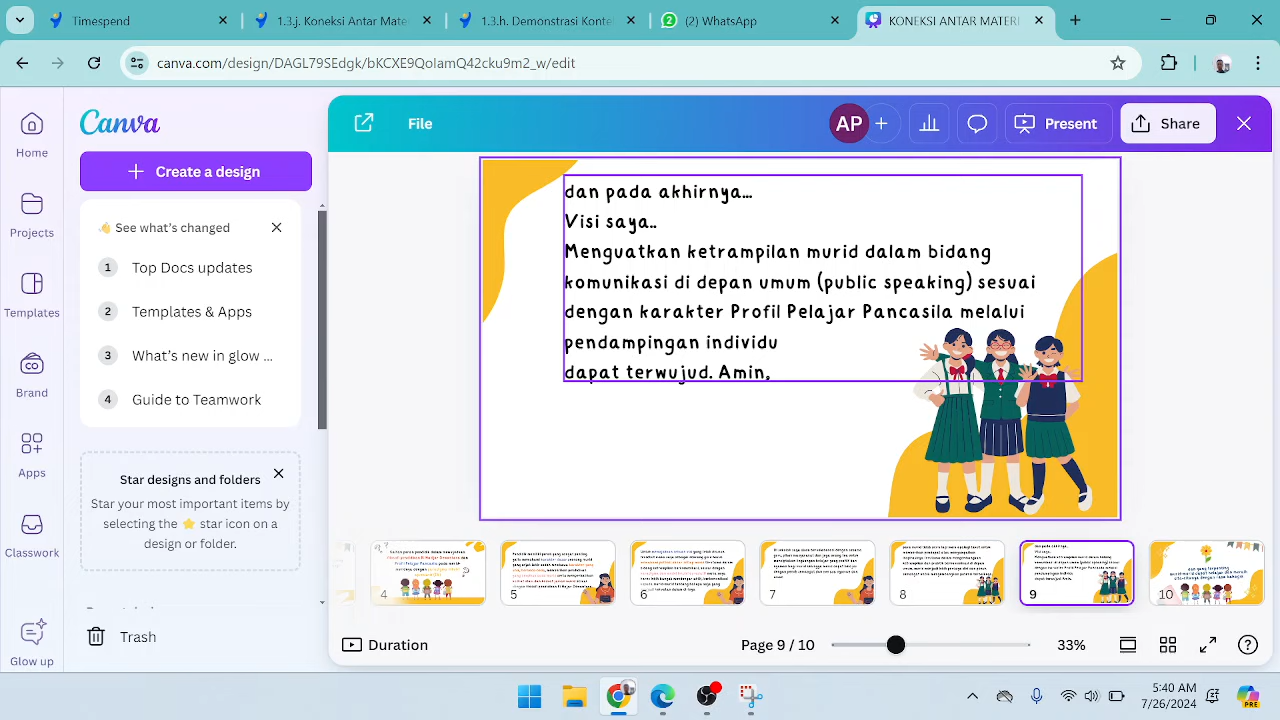 Timespend
1.3.j. Koneksi Antar Mate
1.3.h. Demonstrasi Konte
(2) WhatsApp
KONEKSI ANTAR MATERI
canva.com/design/DAGL79SEdgk/bKCXE9QoIamQ42cku9m2_w/edit
Home
Projects
Templates
Brand
Apps
Classwork
Glow up
Canva
Create a design
See what's changed
1 Top Docs updates
2 Templates & Apps
3 What's new in glow ...
4 Guide to Teamwork
Star designs and folders
Star your most important items by
selecting the ⭐ star icon on a
design or folder.
Trash
File
AP
Present
Share
dan pada akhirnya...
Visi saya..
Menguatkan ketrampilan murid dalam bidang
komunikasi di depan umum (public speaking) sesuai
dengan karakter Profil Pelajar Pancasila melalui
pendampingan individu
dapat terwujud. Amin,
4
5
6
7
8
9
10
Duration
Page 9 / 10
33%
5:40 AM
7/26/2024
PRE